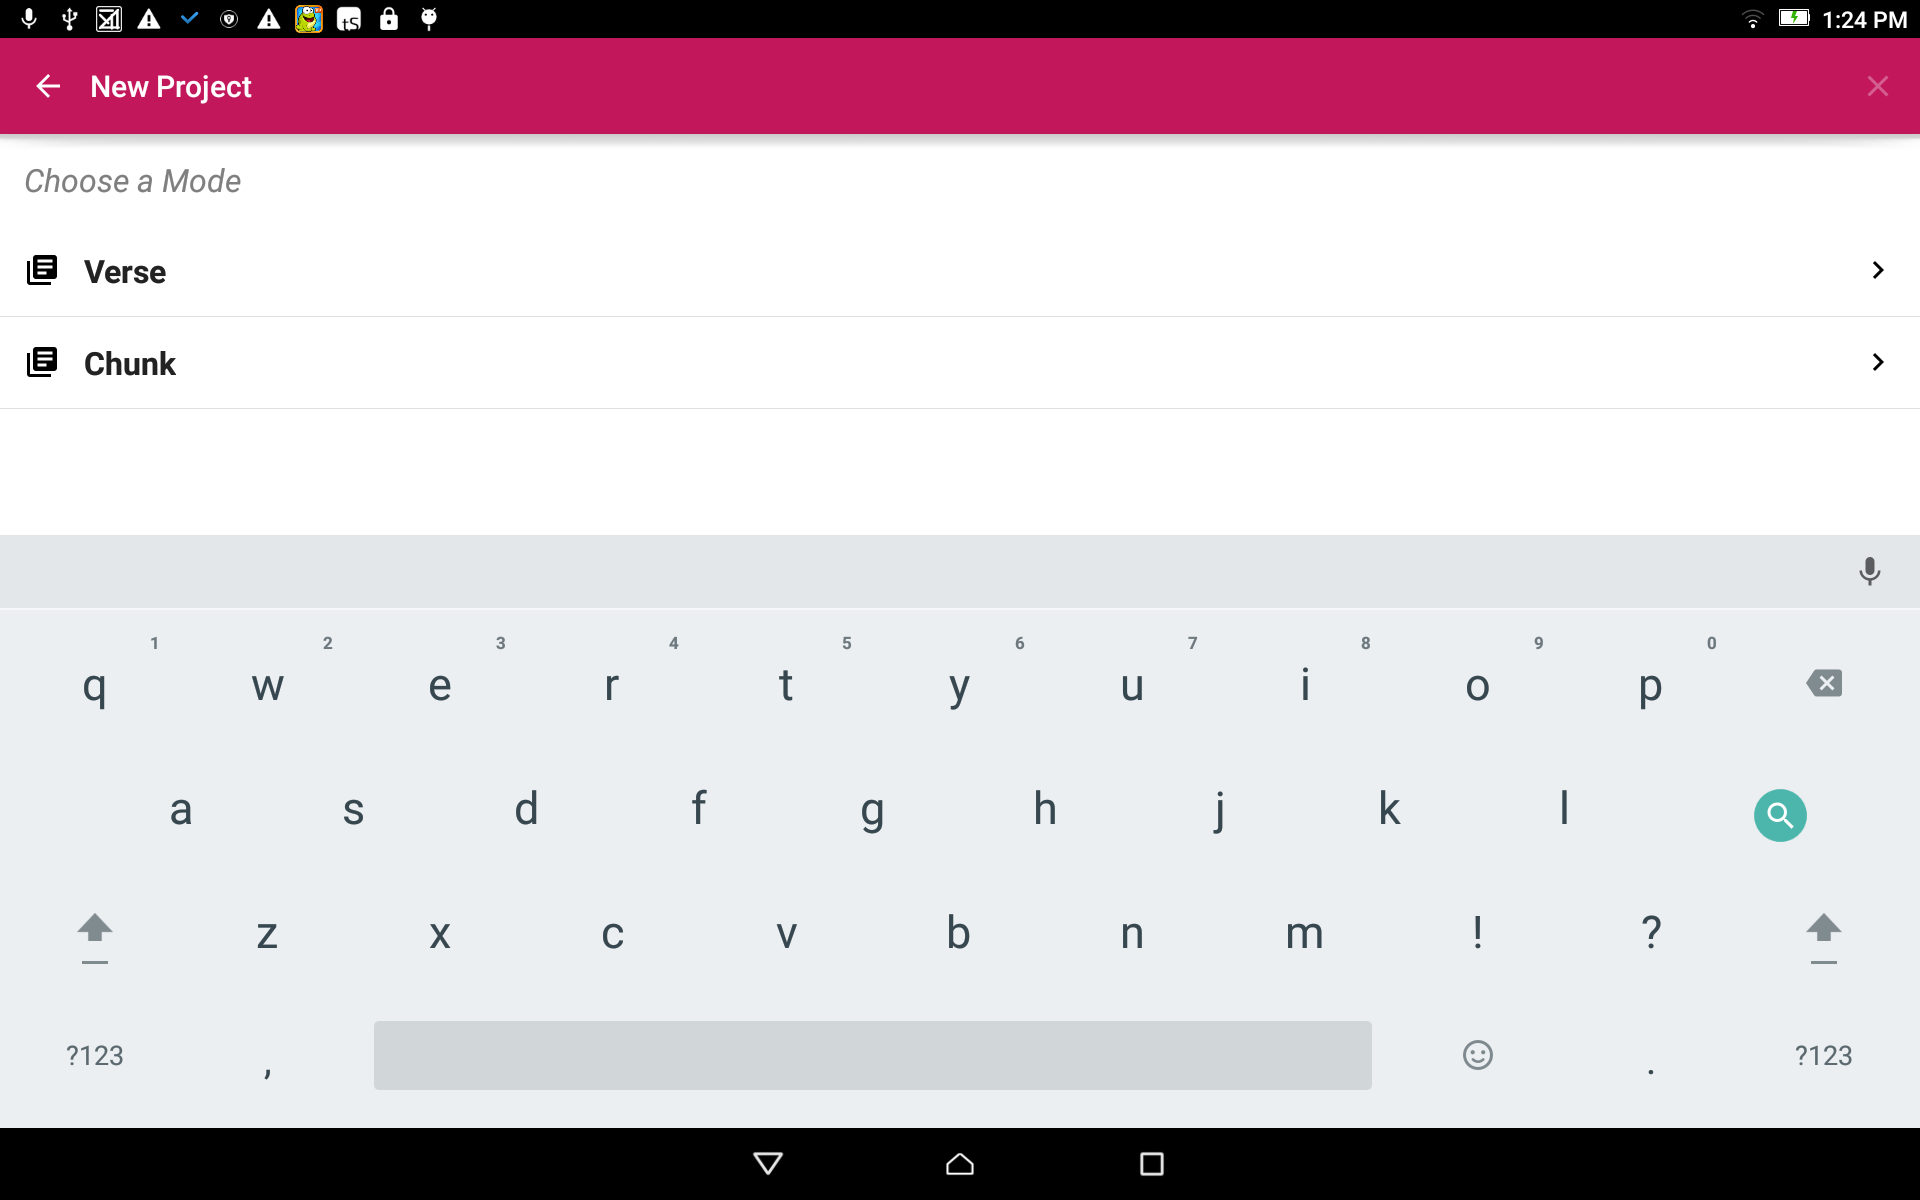 tS 1:24 PM
New Project
Choose a Mode
Verse
Chunk
1 2 3 4 5 6 7 8 9 0
q w e r t y u i o p
a s d f g h j k l
z x c v b n m ! ?
?123 , . ?123